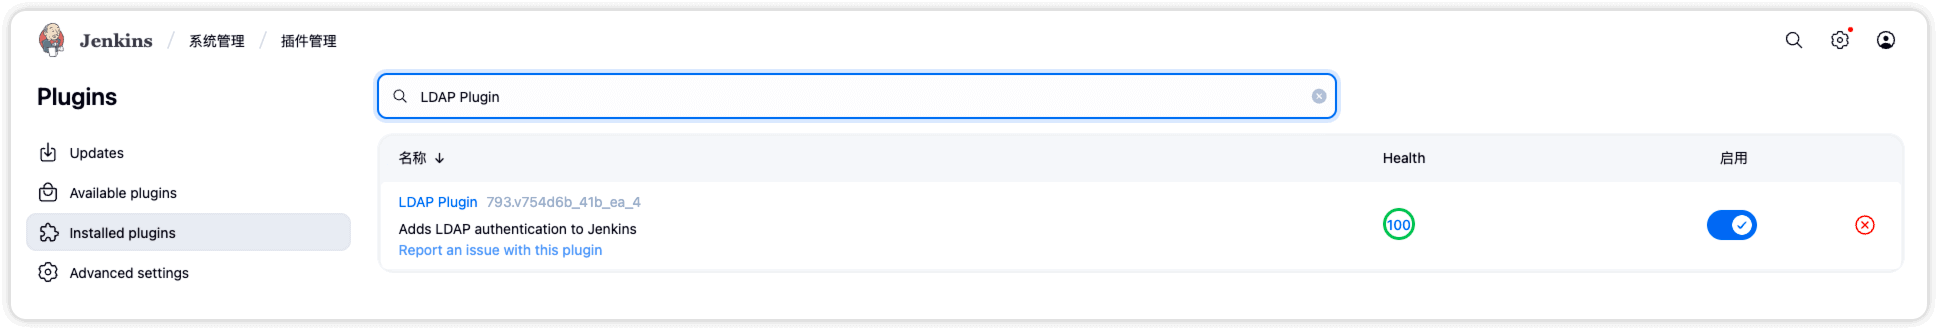 Jenkins / 系统管理 / 插件管理
Plugins
Updates
Available plugins
Installed plugins
Advanced settings
LDAP Plugin
名称 ↓ Health 启用
LDAP Plugin 793.v754d6b_41b_ea_4
Adds LDAP authentication to Jenkins
Report an issue with this plugin
100